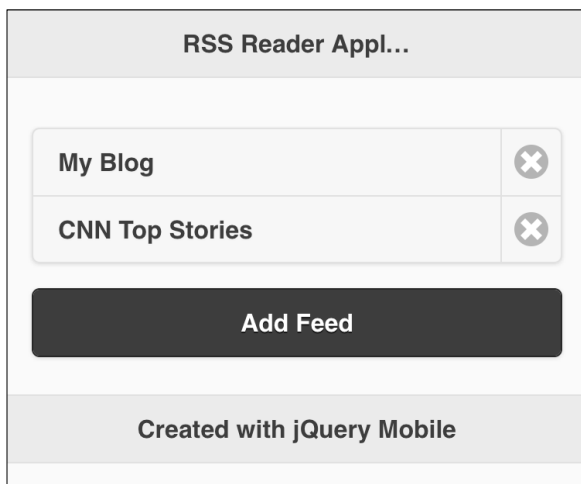 RSS Reader Appl...
My Blog
CNN Top Stories
Add Feed
Created with jQuery Mobile